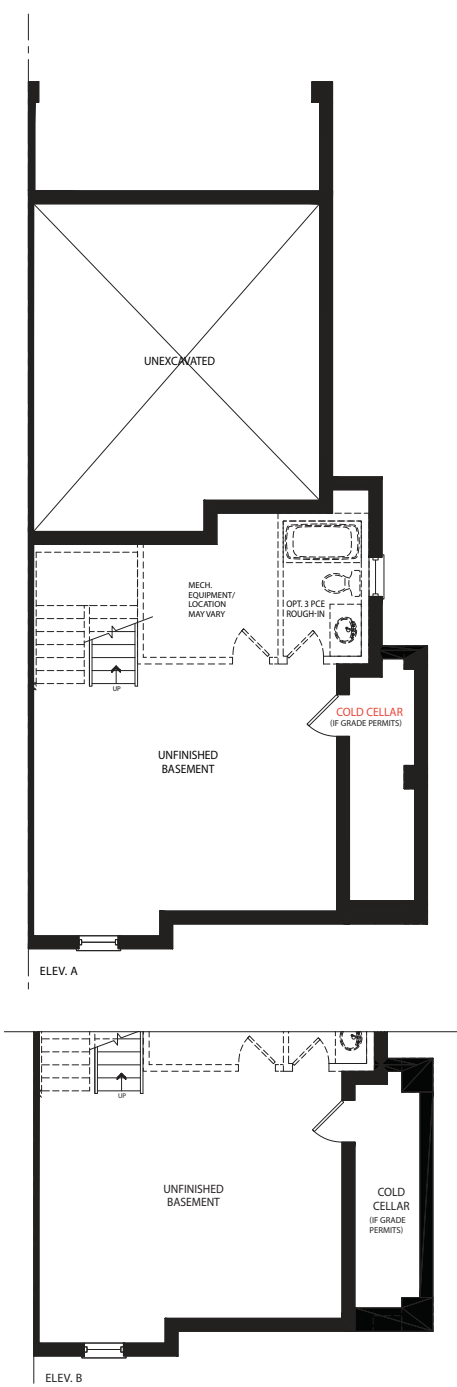 UNEXCAVATED
MECH.
EQUIPMENT/
LOCATION
MAY VARY
OPT. 3 PCE
ROUGH-IN
UP
COLD CELLAR
(IF GRADE PERMITS)
UNFINISHED
BASEMENT
ELEV. A
UP
UNFINISHED
BASEMENT
COLD
CELLAR
(IF GRADE
PERMITS)
ELEV. B